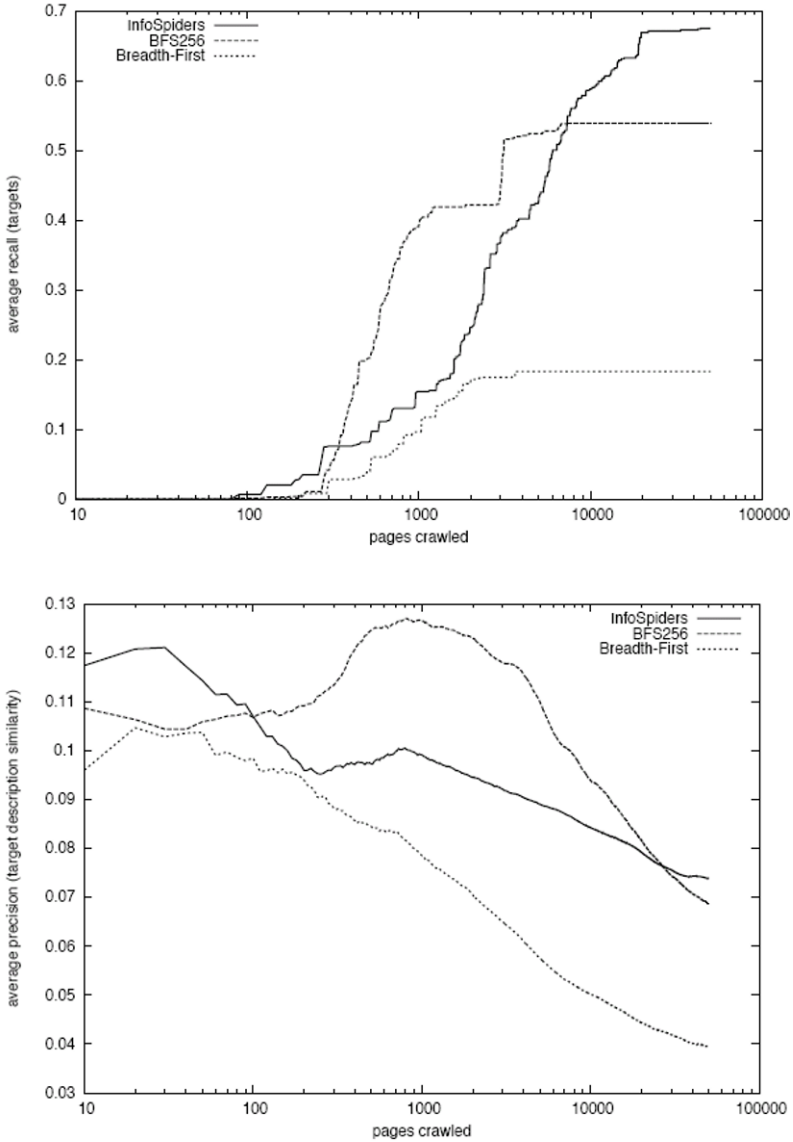 0.7
0.6
0.5
0.4
0.3
0.2
0.1
0
average recall (targets)
InfoSpiders
BFS256
Breadth-First
10 100 1000 10000 100000
pages crawled
0.13
0.12
0.11
0.1
0.09
0.08
0.07
0.06
0.05
0.04
0.03
average precision (target description similarity)
InfoSpiders
BFS256
Breadth-First
10 100 1000 10000 100000
pages crawled